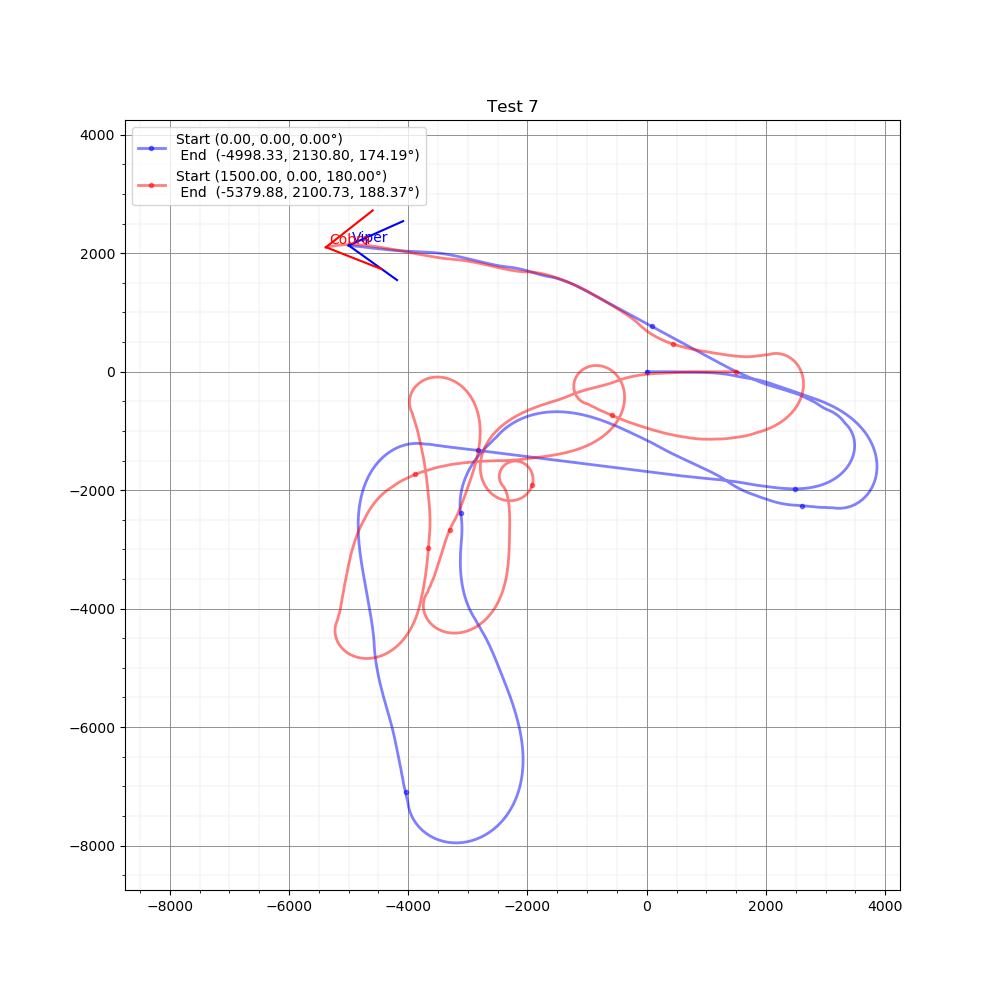 Test 7
Start (0.00, 0.00, 0.00°)
End (-4998.33, 2130.80, 174.19°)
Start (1500.00, 0.00, 180.00°)
End (-5379.88, 2100.73, 188.37°)
4000
2000
0
−2000
−4000
−6000
−8000
Viper
−8000 −6000 −4000 −2000 0 2000 4000